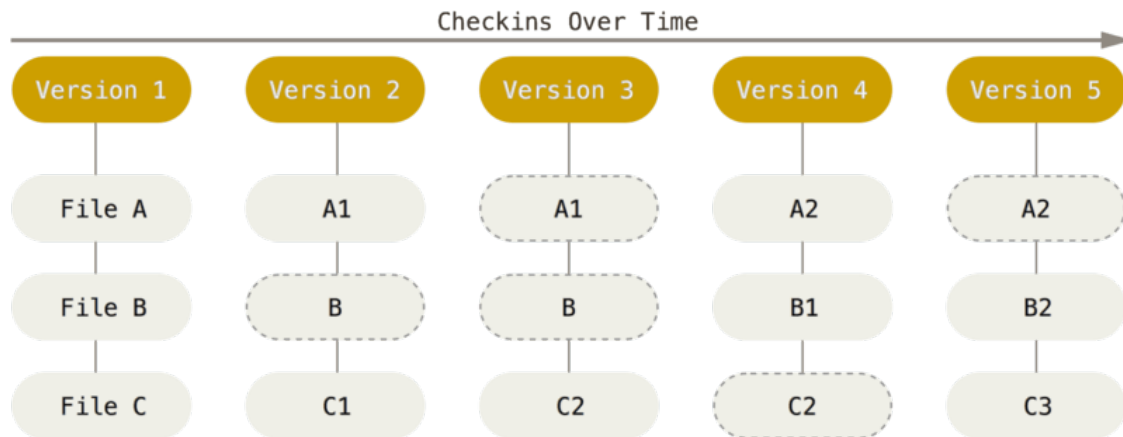 Checkins Over Time
Version 1 Version 2 Version 3 Version 4 Version 5
File A A1 A1 A2 A2
File B B B B1 B2
File C C1 C2 C2 C3